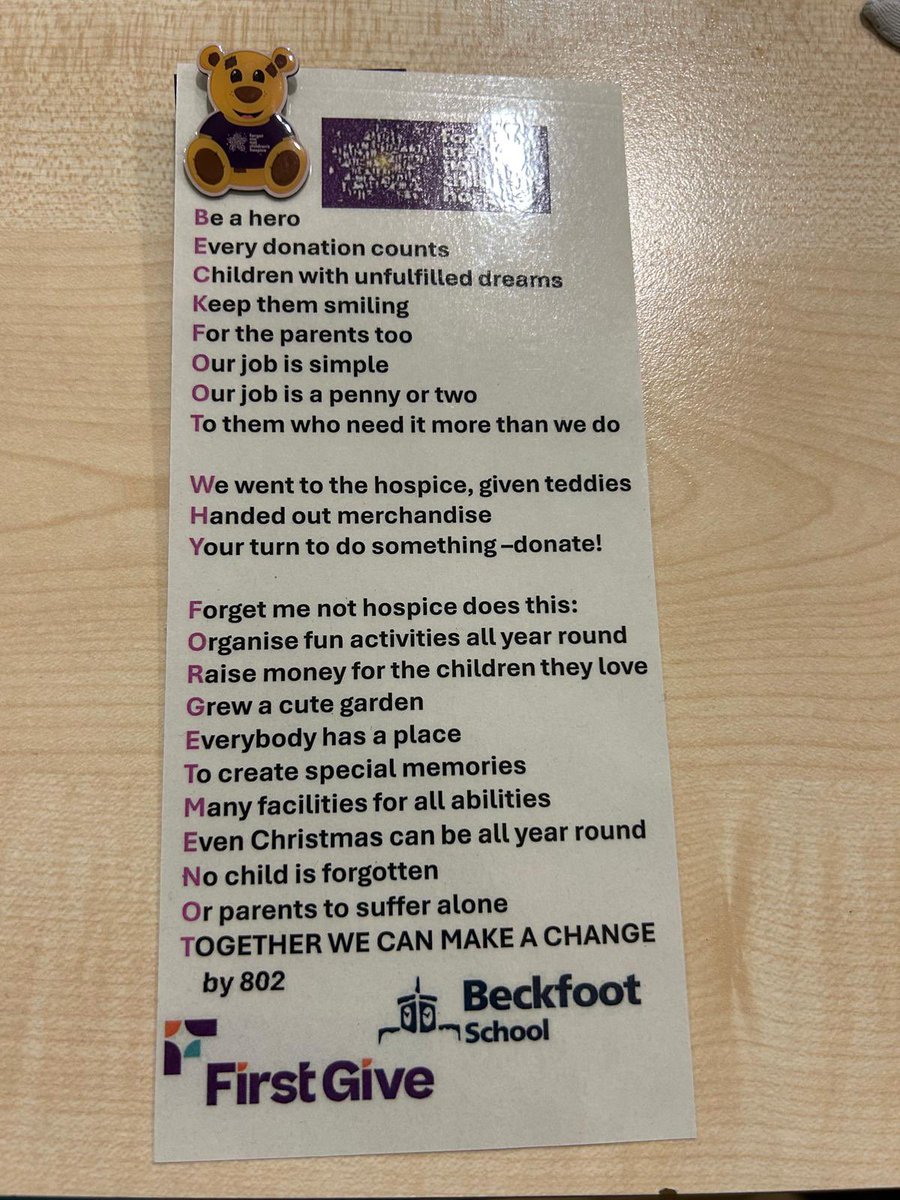 Forget
me not
children's
hospice
Be a hero
Every donation counts
Children with unfulfilled dreams
Keep them smiling
For the parents too
Our job is simple
Our job is a penny or two
To them who need it more than we do
We went to the hospice, given teddies
Handed out merchandise
Your turn to do something –donate!
Forget me not hospice does this:
Organise fun activities all year round
Raise money for the children they love
Grew a cute garden
Everybody has a place
To create special memories
Many facilities for all abilities
Even Christmas can be all year round
No child is forgotten
Or parents to suffer alone
TOGETHER WE CAN MAKE A CHANGE
by 802
Beckfoot
School
First Give